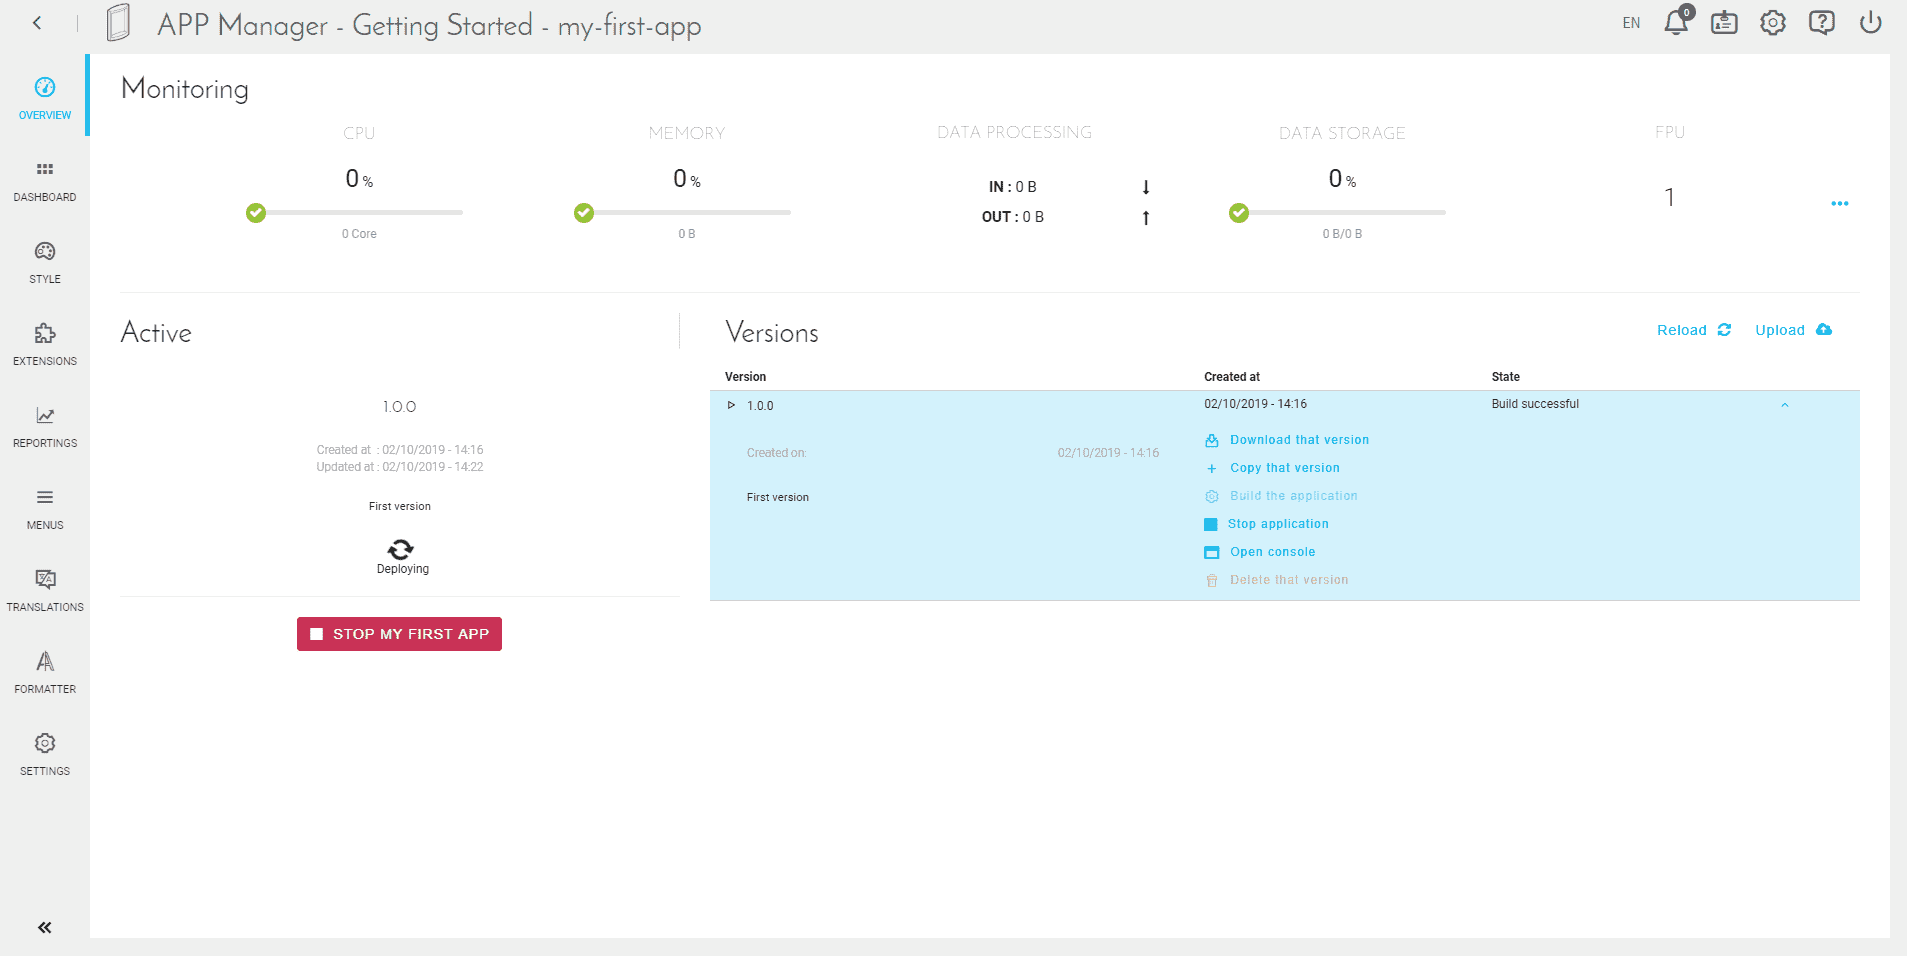 APP Manager - Getting Started - my-first-app
EN
0
OVERVIEW
DASHBOARD
STYLE
EXTENSIONS
REPORTINGS
MENUS
TRANSLATIONS
FORMATTER
SETTINGS
Monitoring
CPU
0 %
0 Core
MEMORY
0 %
0 B
DATA PROCESSING
IN : 0 B
OUT : 0 B
DATA STORAGE
0 %
0 B/0 B
FPU
1
Active
1.0.0
Created at : 02/10/2019 - 14:16
Updated at : 02/10/2019 - 14:22
First version
Deploying
STOP MY FIRST APP
Versions
Reload
Upload
Version Created at State
1.0.0 02/10/2019 - 14:16 Build successful
Created on: 02/10/2019 - 14:16
First version
Download that version
Copy that version
Build the application
Stop application
Open console
Delete that version